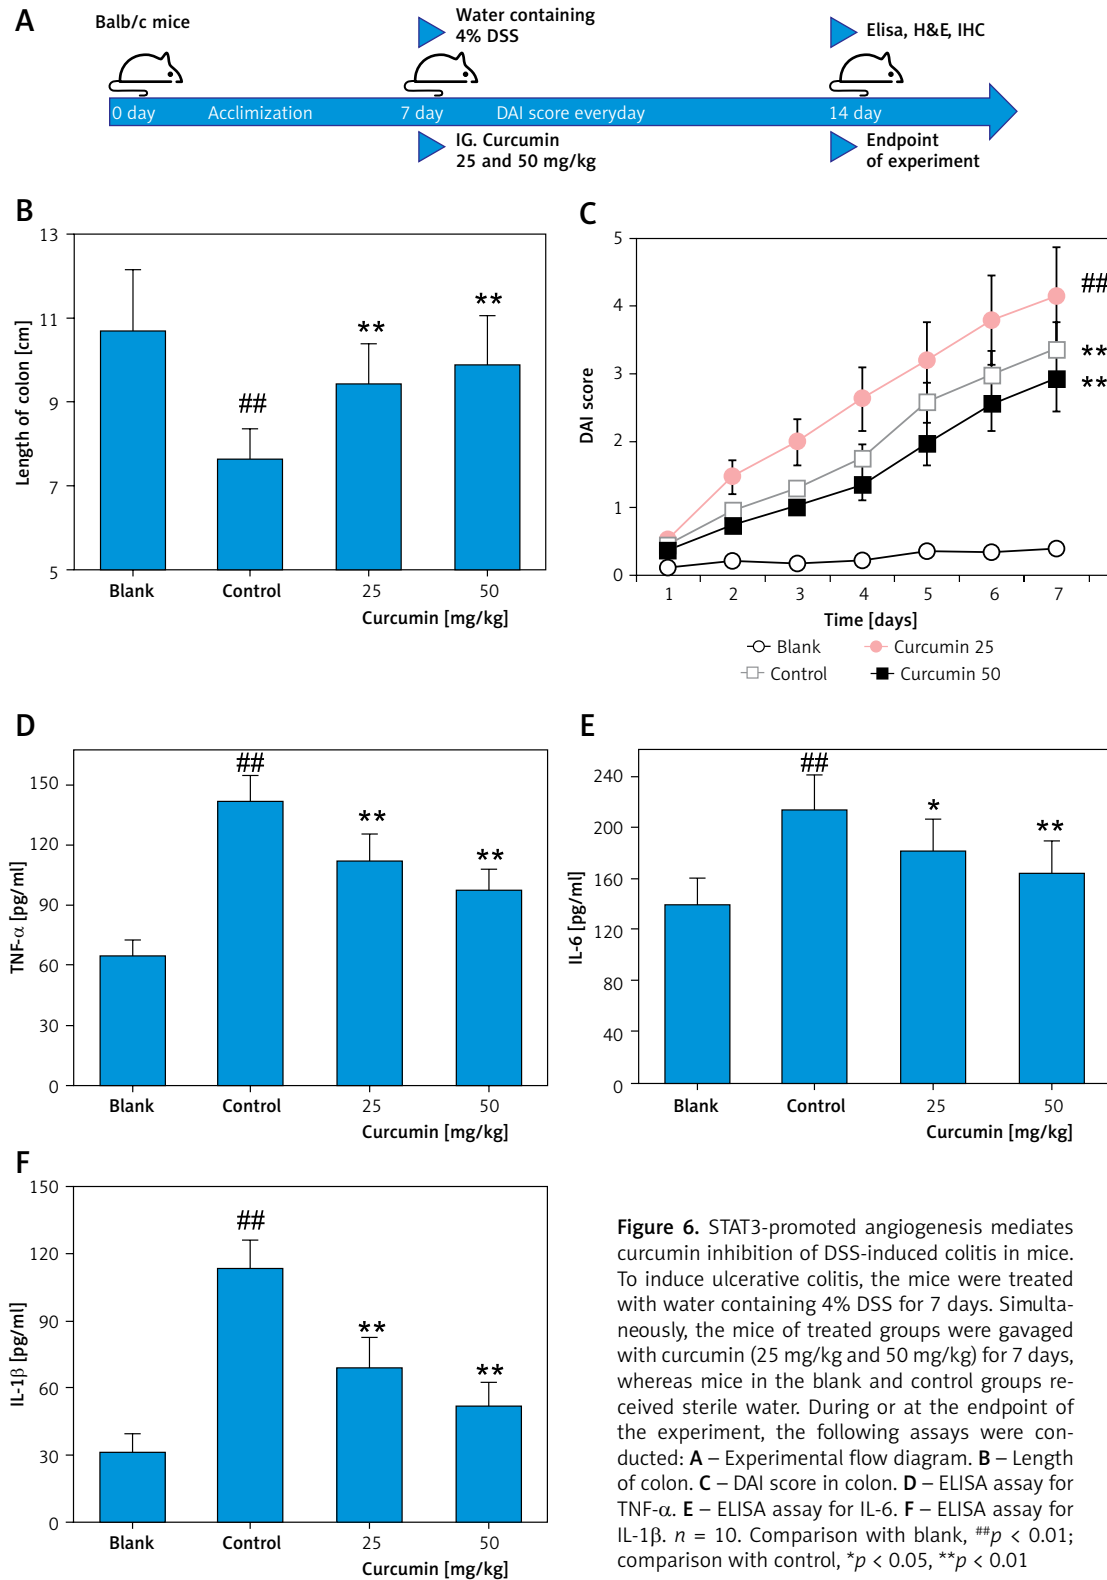 A
Balb/c mice
Water containing
4% DSS
Elisa, H&E, IHC
0 day
Acclimization
7 day
DAI score everyday
14 day
IG. Curcumin
25 and 50 mg/kg
Endpoint
of experiment
B
Length of colon [cm]
13
11
9
7
5
##
**
**
Blank
Control
25
50
Curcumin [mg/kg]
C
DAI score
5
4
3
2
1
0
##
**
**
1
2
3
4
5
6
7
Time [days]
Blank
Curcumin 25
Control
Curcumin 50
D
TNF-α [pg/ml]
150
120
90
60
30
0
##
**
**
Blank
Control
25
50
Curcumin [mg/kg]
E
IL-6 [pg/ml]
240
200
160
120
80
40
0
##
*
**
Blank
Control
25
50
Curcumin [mg/kg]
F
IL-1β [pg/ml]
150
120
90
60
30
0
##
**
**
Blank
Control
25
50
Curcumin [mg/kg]
Figure 6. STAT3-promoted angiogenesis mediates
curcumin inhibition of DSS-induced colitis in mice.
To induce ulcerative colitis, the mice were treated
with water containing 4% DSS for 7 days. Simulta-
neously, the mice of treated groups were gavaged
with curcumin (25 mg/kg and 50 mg/kg) for 7 days,
whereas mice in the blank and control groups re-
ceived sterile water. During or at the endpoint of
the experiment, the following assays were con-
ducted: A – Experimental flow diagram. B – Length
of colon. C – DAI score in colon. D – ELISA assay for
TNF-α. E – ELISA assay for IL-6. F – ELISA assay for
IL-1β. n = 10. Comparison with blank, ##p < 0.01;
comparison with control, *p < 0.05, **p < 0.01